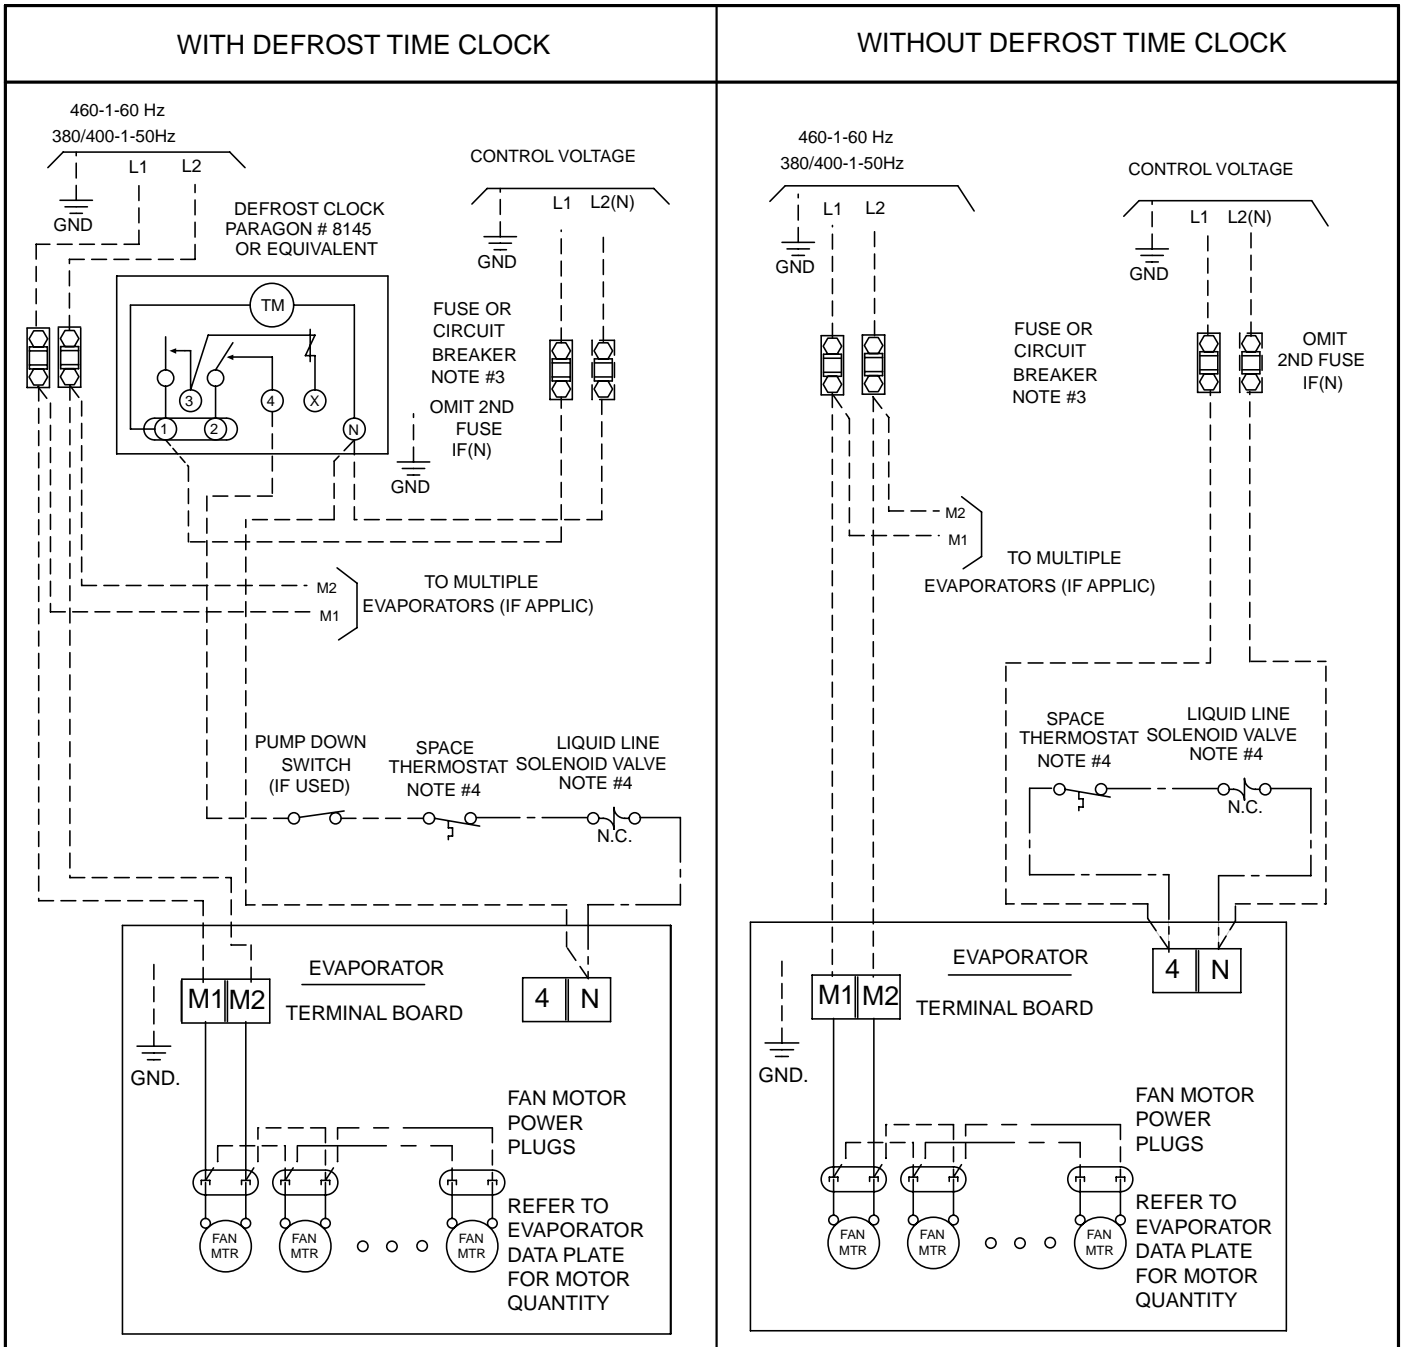 WITH DEFROST TIME CLOCK
460-1-60 Hz
380/400-1-50Hz
L1 L2
GND
DEFROST CLOCK
PARAGON # 8145
OR EQUIVALENT
TM
3 4 X
1 2 N
CONTROL VOLTAGE
L1 L2(N)
GND
FUSE OR
CIRCUIT
BREAKER
NOTE #3
OMIT 2ND
FUSE
IF(N)
GND
M2
M1
TO MULTIPLE
EVAPORATORS (IF APPLIC)
PUMP DOWN
SWITCH
(IF USED)
SPACE
THERMOSTAT
NOTE #4
LIQUID LINE
SOLENOID VALVE
NOTE #4
N.C.
EVAPORATOR
M1 M2
TERMINAL BOARD
4 N
GND.
FAN MOTOR
POWER
PLUGS
FAN
MTR
FAN
MTR
FAN
MTR
REFER TO
EVAPORATOR
DATA PLATE
FOR MOTOR
QUANTITY
WITHOUT DEFROST TIME CLOCK
460-1-60 Hz
380/400-1-50Hz
L1 L2
GND
CONTROL VOLTAGE
L1 L2(N)
GND
FUSE OR
CIRCUIT
BREAKER
NOTE #3
OMIT
2ND FUSE
IF(N)
M2
M1
TO MULTIPLE
EVAPORATORS (IF APPLIC)
SPACE
THERMOSTAT
NOTE #4
LIQUID LINE
SOLENOID VALVE
NOTE #4
N.C.
EVAPORATOR
4 N
M1 M2
TERMINAL BOARD
GND.
FAN MOTOR
POWER
PLUGS
FAN
MTR
FAN
MTR
FAN
MTR
REFER TO
EVAPORATOR
DATA PLATE
FOR MOTOR
QUANTITY